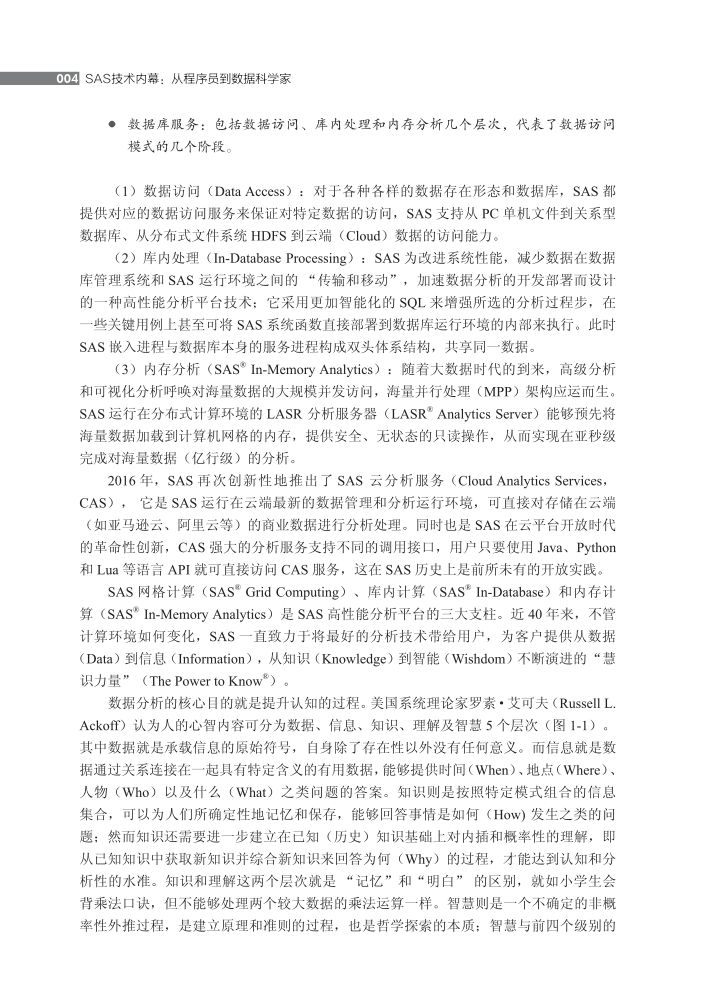 004 SAS技术内幕：从程序员到数据科学家
● 数据库服务：包括数据访问、库内处理和内存分析几个层次，代表了数据访问
模式的几个阶段。
（1）数据访问（Data Access）：对于各种各样的数据存在形态和数据库，SAS 都
提供对应的数据访问服务来保证对特定数据的访问，SAS 支持从 PC 单机文件到关系型
数据库、从分布式文件系统 HDFS 到云端（Cloud）数据的访问能力。
（2）库内处理（In-Database Processing）：SAS 为改进系统性能，减少数据在数据
库管理系统和 SAS 运行环境之间的 “传输和移动”，加速数据分析的开发部署而设计
的一种高性能分析平台技术；它采用更加智能化的 SQL 来增强所选的分析过程步，在
一些关键用例上甚至可将 SAS 系统函数直接部署到数据库运行环境的内部来执行。此时
SAS 嵌入进程与数据库本身的服务进程构成双头体系结构，共享同一数据。
（3）内存分析（SAS® In-Memory Analytics）：随着大数据时代的到来，高级分析
和可视化分析呼唤对海量数据的大规模并发访问，海量并行处理（MPP）架构应运而生。
SAS 运行在分布式计算环境的 LASR 分析服务器（LASR® Analytics Server）能够预先将
海量数据加载到计算机网格的内存，提供安全、无状态的只读操作，从而实现在亚秒级
完成对海量数据（亿行级）的分析。
2016 年，SAS 再次创新性地推出了 SAS 云分析服务（Cloud Analytics Services，
CAS）， 它是 SAS 运行在云端最新的数据管理和分析运行环境，可直接对存储在云端
（如亚马逊云、阿里云等）的商业数据进行分析处理。同时也是 SAS 在云平台开放时代
的革命性创新，CAS 强大的分析服务支持不同的调用接口，用户只要使用 Java、Python
和 Lua 等语言 API 就可直接访问 CAS 服务，这在 SAS 历史上是前所未有的开放实践。
SAS 网格计算（SAS® Grid Computing）、库内计算（SAS® In-Database）和内存计
算（SAS® In-Memory Analytics）是 SAS 高性能分析平台的三大支柱。近 40 年来，不管
计算环境如何变化，SAS 一直致力于将最好的分析技术带给用户，为客户提供从数据
（Data）到信息（Information），从知识（Knowledge）到智能（Wishdom）不断演进的“慧
识力量”（The Power to Know®）。
数据分析的核心目的就是提升认知的过程。美国系统理论家罗素•艾可夫（Russell L.
Ackoff）认为人的心智内容可分为数据、信息、知识、理解及智慧 5 个层次（图 1-1）。
其中数据就是承载信息的原始符号，自身除了存在性以外没有任何意义。而信息就是数
据通过关系连接在一起具有特定含义的有用数据，能够提供时间（When）、地点（Where）、
人物（Who）以及什么（What）之类问题的答案。知识则是按照特定模式组合的信息
集合，可以为人们所确定性地记忆和保存，能够回答事情是如何（How) 发生之类的问
题；然而知识还需要进一步建立在已知（历史）知识基础上对内插和概率性的理解，即
从已知知识中获取新知识并综合新知识来回答为何（Why）的过程，才能达到认知和分
析性的水准。知识和理解这两个层次就是 “记忆”和“明白” 的区别，就如小学生会
背乘法口诀，但不能够处理两个较大数据的乘法运算一样。智慧则是一个不确定的非概
率性外推过程，是建立原理和准则的过程，也是哲学探索的本质；智慧与前四个级别的